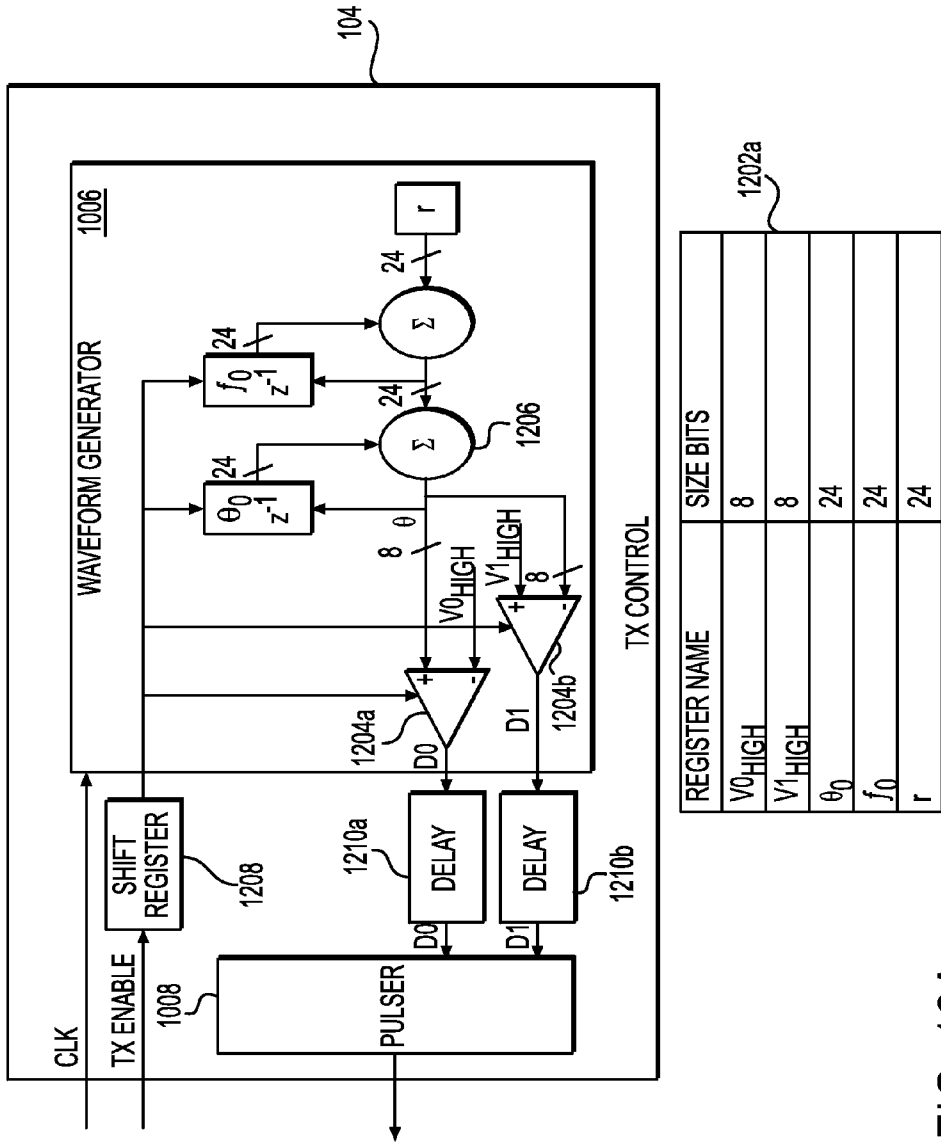 104
CLK
TX ENABLE
SHIFT
REGISTER
1208
WAVEFORM GENERATOR
1006
θ0
z-1
24
f0
z-1
24
r
24
24
Σ
Σ
1206
θ
8
V0HIGH
V1HIGH
8
+
-
+
-
1204a
1204b
D0
D1
1210a
DELAY
DELAY
1210b
D0
D1
1008
PULSER
TX CONTROL
1202a
REGISTER NAME SIZE BITS
V0HIGH 8
V1HIGH 8
θ0 24
f0 24
r 24